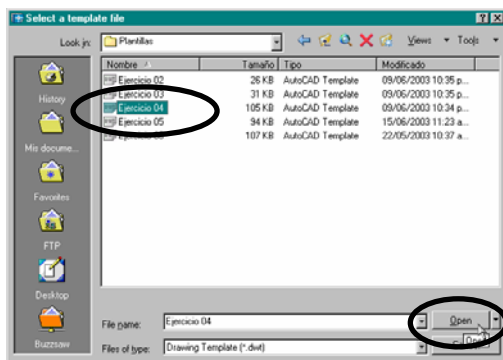 Select a template file
Look in: Plantillas Views Tools
Nombre Tamaño Tipo Modificado
Ejercicio 02 26 KB AutoCAD Template 09/06/2003 10:35 p...
Ejercicio 03 31 KB AutoCAD Template 09/06/2003 10:35 p...
Ejercicio 04 105 KB AutoCAD Template 09/06/2003 10:34 p...
Ejercicio 05 94 KB AutoCAD Template 15/06/2003 11:23 a...
107 KB AutoCAD Template 22/05/2003 10:37 a...
History
Mis docume...
Favorites
FTP
Desktop
Buzzsaw
File name: Ejercicio 04 Open
Files of type: Drawing Template (*.dwt)